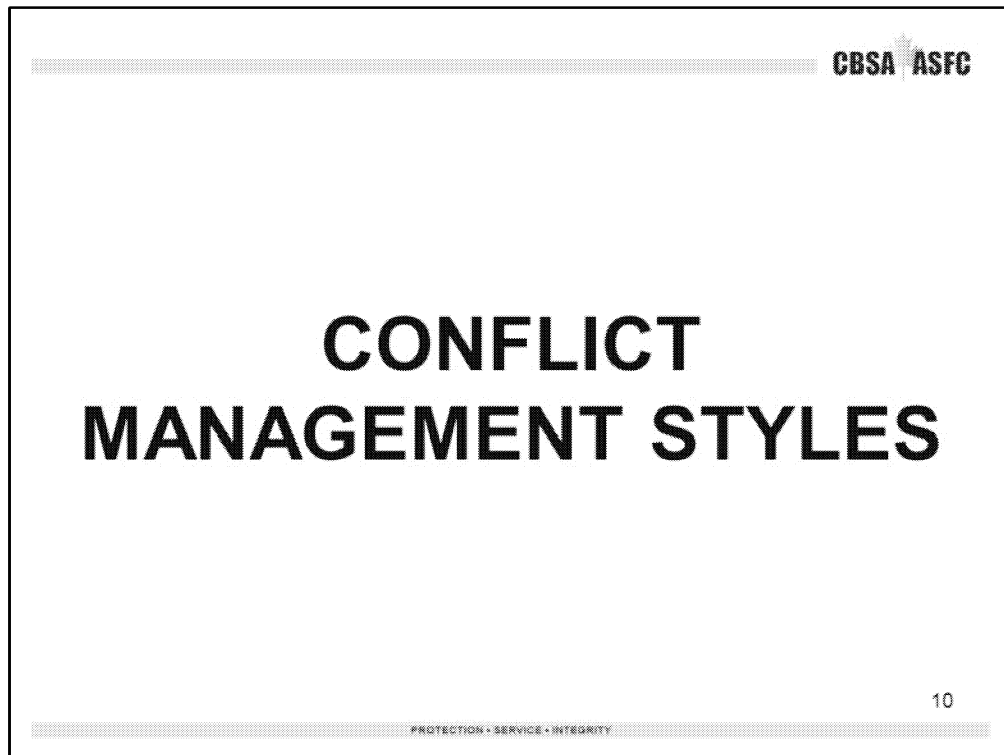 CBSA ASFC
CONFLICT
MANAGEMENT STYLES
10
PROTECTION • SERVICE • INTEGRITY